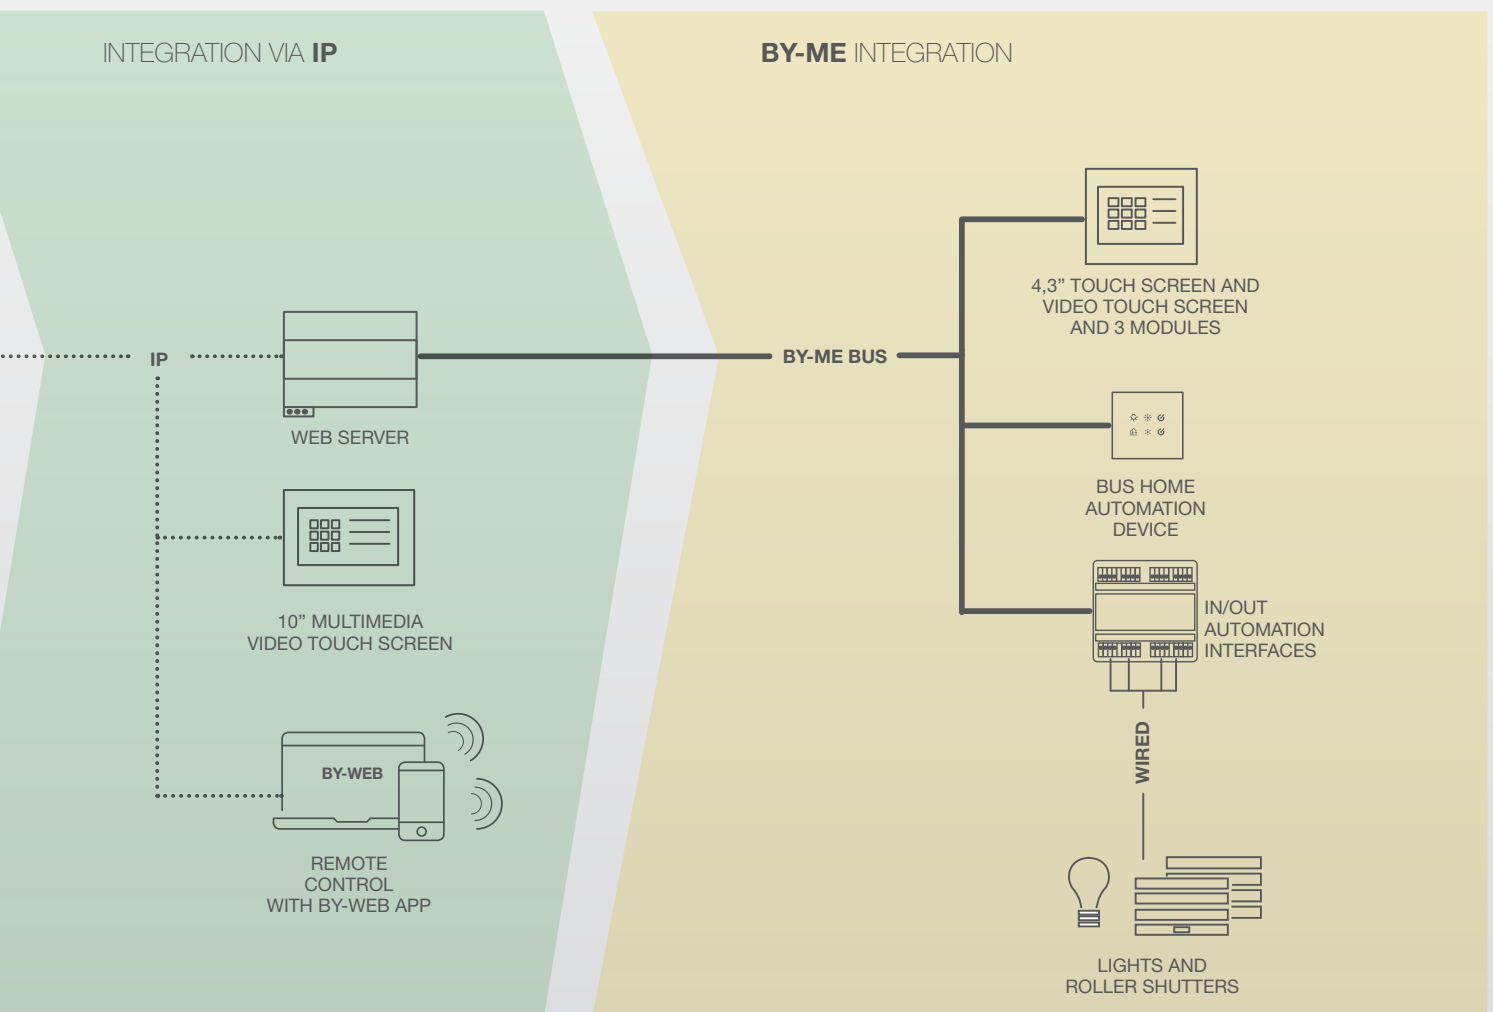 INTEGRATION VIA IP
IP
WEB SERVER
10” MULTIMEDIA
VIDEO TOUCH SCREEN
BY-WEB
REMOTE
CONTROL
WITH BY-WEB APP
BY-ME INTEGRATION
BY-ME BUS
4,3” TOUCH SCREEN AND
VIDEO TOUCH SCREEN
AND 3 MODULES
BUS HOME
AUTOMATION
DEVICE
IN/OUT
AUTOMATION
INTERFACES
WIRED
LIGHTS AND
ROLLER SHUTTERS